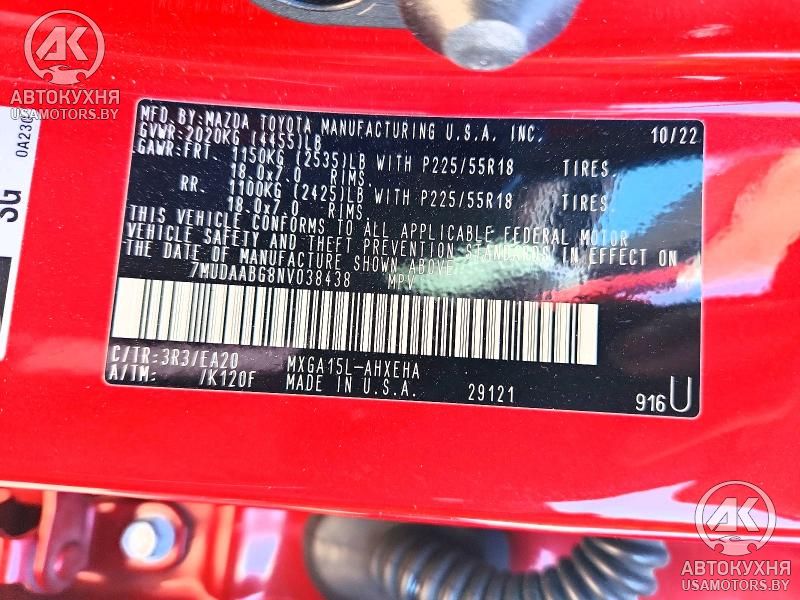 AK
АВТОКУХНЯ
USAMOTORS.BY
0A230
SG
MFD.BY:MAZDA TOYOTA MANUFACTURING U.S.A. INC. 10/22
GVWR:2020KG (4455)LB
GAWR:FRT. 1150KG (2535)LB WITH P225/55R18 TIRES
18.0x7.0 RIMS
RR. 1100KG (2425)LB WITH P225/55R18 TIRES
18.0x7.0 RIMS
THIS VEHICLE CONFORMS TO ALL APPLICABLE FEDERAL MOTOR
VEHICLE SAFETY AND THEFT PREVENTION STANDARDS IN EFFECT ON
THE DATE OF MANUFACTURE SHOWN ABOVE.
7MUDAABG8NV038438 MPV
C/TR:3R3/EA20 MXGA15L-AHXEHA
A/TM: /K120F MADE IN U.S.A. 29121
916U
AK
АВТОКУХНЯ
USAMOTORS.BY